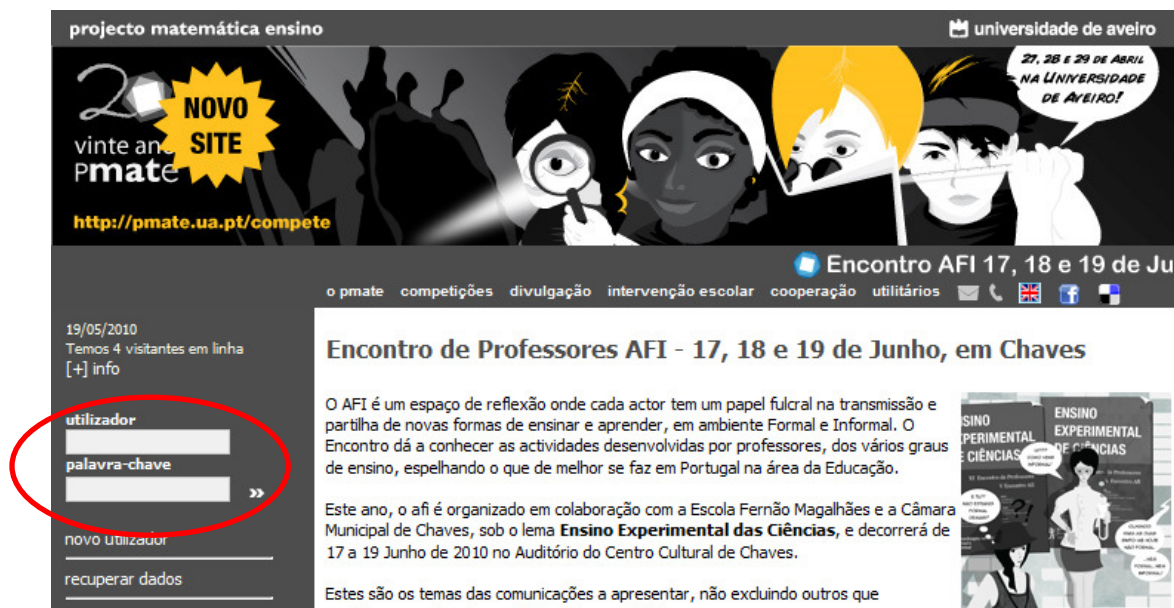 projecto matemática ensino
universidade de aveiro
20
NOVO
SITE
vinte an
Pmate
http://pmate.ua.pt/compete
27, 28 E 29 DE ABRIL
NA UNIVERSIDADE
DE AVEIRO!
Encontro AFI 17, 18 e 19 de Ju
o pmate competições divulgação intervenção escolar cooperação utilitários
19/05/2010
Temos 4 visitantes em linha
[+] info
utilizador
palavra-chave
»
novo utilizador
recuperar dados
Encontro de Professores AFI - 17, 18 e 19 de Junho, em Chaves
O AFI é um espaço de reflexão onde cada actor tem um papel fulcral na transmissão e
partilha de novas formas de ensinar e aprender, em ambiente Formal e Informal. O
Encontro dá a conhecer as actividades desenvolvidas por professores, dos vários graus
de ensino, espelhando o que de melhor se faz em Portugal na área da Educação.
Este ano, o afi é organizado em colaboração com a Escola Fernão Magalhães e a Câmara
Municipal de Chaves, sob o lema Ensino Experimental das Ciências, e decorrerá de
17 a 19 Junho de 2010 no Auditório do Centro Cultural de Chaves.
Estes são os temas das comunicações a apresentar, não excluindo outros que
SINO
PERIMENTAL
E CIÊNCIAS
ENSINO
EXPERIMENTAL
DE CIÊNCIAS